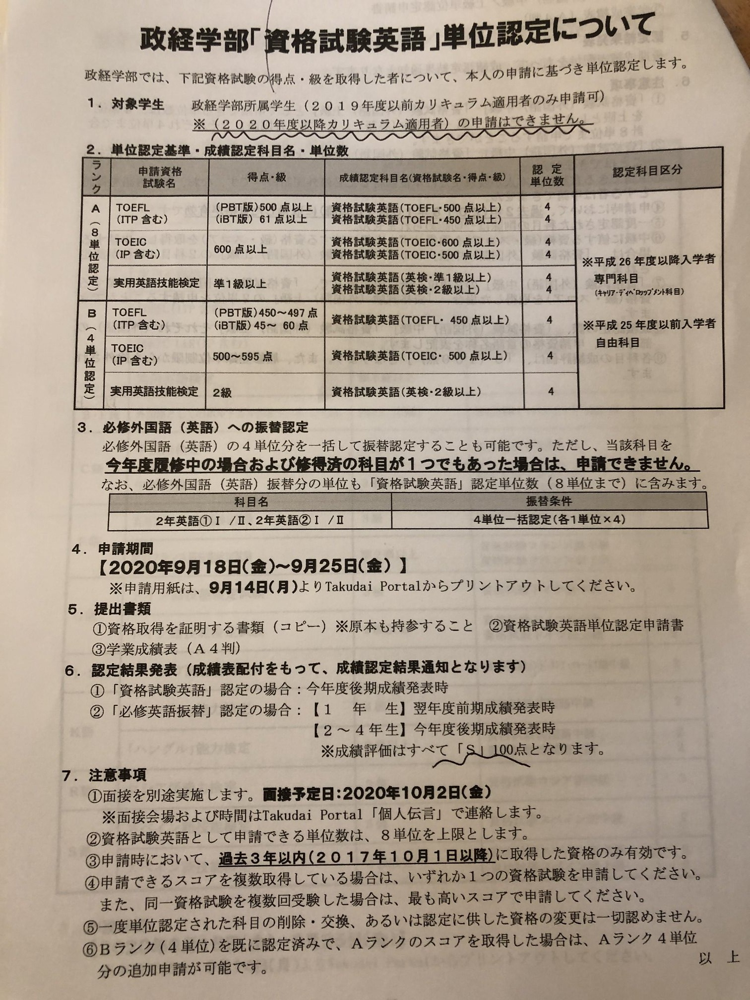 政経学部「資格試験英語」単位認定について
政経学部では、下記資格試験の得点・級を取得した者について、本人の申請に基づき単位認定します。
1．対象学生　政経学部所属学生（２０１９年度以前カリキュラム適用者のみ申請可）
※（２０２０年度以降カリキュラム適用者）の申請はできません。
2．単位認定基準・成績認定科目名・単位数
ランク　申請資格試験名　得点・級　成績認定科目名(資格試験名・得点・級)　認定単位数　認定科目区分
A（8単位認定）
TOEFL　(PBT版)500点以上　資格試験英語(TOEFL・500点以上)　4
(ITP含む)　(iBT版) 61点以上　資格試験英語(TOEFL・450点以上)　4
TOEIC　600点以上　資格試験英語(TOEIC・600点以上)　4
(IP含む)　資格試験英語(TOEIC・500点以上)　4
実用英語技能検定　準1級以上　資格試験英語(英検・準1級以上)　4
資格試験英語(英検・2級以上)　4
※平成26年度以降入学者
専門科目
(キャリア・ディベロップメント科目)
B（4単位認定）
TOEFL　(PBT版)450～497点　資格試験英語(TOEFL・ 450点以上)　4
(ITP含む)　(iBT版) 45～ 60点
TOEIC　500～595点　資格試験英語(TOEIC・ 500点以上)　4
(IP含む)
実用英語技能検定　2級　資格試験英語(英検・2級以上)　4
※平成25年度以前入学者
自由科目
3．必修外国語（英語）への振替認定
必修外国語（英語）の４単位分を一括して振替認定することも可能です。ただし、当該科目を
今年度履修中の場合および修得済の科目が１つでもあった場合は、申請できません。
なお、必修外国語（英語）振替分の単位も「資格試験英語」認定単位数（８単位まで）に含みます。
科目名　振替条件
2年英語①Ⅰ /Ⅱ、2年英語②Ⅰ /Ⅱ　4単位一括認定(各1単位×4)
4．申請期間
【2020年9月18日(金)～9月25日(金) 】
※申請用紙は、9月14日(月)よりTakudai Portalからプリントアウトしてください。
5．提出書類
①資格取得を証明する書類（コピー）※原本も持参すること　②資格試験英語単位認定申請書
③学業成績表（Ａ４判）
6．認定結果発表（成績表配付をもって、成績認定結果通知となります）
①「資格試験英語」認定の場合：今年度後期成績発表時
②「必修英語振替」認定の場合：【１　年　生】翌年度前期成績発表時
【２～４年生】今年度後期成績発表時
※成績評価はすべて「Ｓ」100点となります。
7．注意事項
①面接を別途実施します。面接予定日:2020年10月2日(金)
※面接会場および時間はTakudai Portal「個人伝言」で連絡します。
②資格試験英語として申請できる単位数は、８単位を上限とします。
③申請時において、過去３年以内(２０１７年１０月１日以降)に取得した資格のみ有効です。
④申請できるスコアを複数取得している場合は、いずれか１つの資格試験を申請してください。
また、同一資格試験を複数回受験した場合は、最も高いスコアで申請してください。
⑤一度単位認定された科目の削除・交換、あるいは認定に供した資格の変更は一切認めません。
⑥Ｂランク(４単位)を既に認定済みで、Ａランクのスコアを取得した場合は、Ａランク４単位
分の追加申請が可能です。
以　上